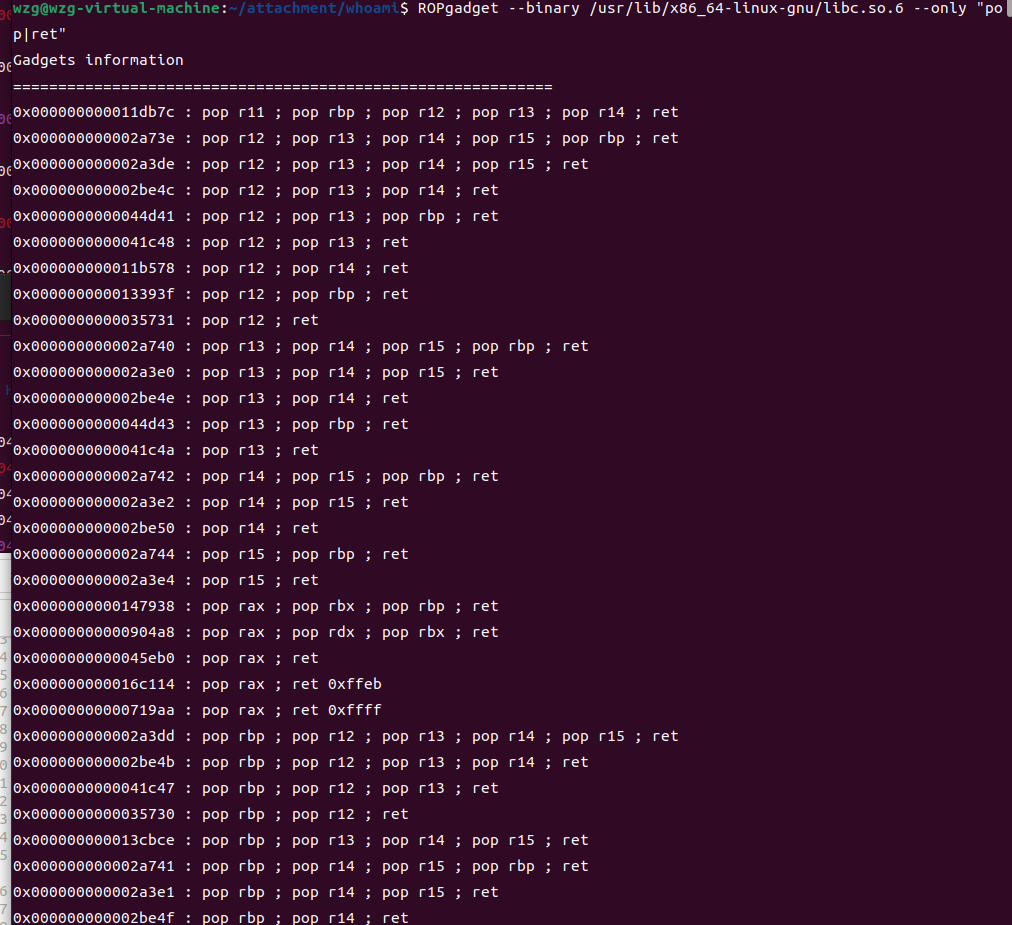 wzg@wzg-virtual-machine:~/attachment/whoami$ ROPgadget --binary /usr/lib/x86_64-linux-gnu/libc.so.6 --only "po
p|ret"
Gadgets information
============================================================
0x000000000011db7c : pop r11 ; pop rbp ; pop r12 ; pop r13 ; pop r14 ; ret
0x000000000002a73e : pop r12 ; pop r13 ; pop r14 ; pop r15 ; pop rbp ; ret
0x000000000002a3de : pop r12 ; pop r13 ; pop r14 ; pop r15 ; ret
0x000000000002be4c : pop r12 ; pop r13 ; pop r14 ; ret
0x0000000000044d41 : pop r12 ; pop r13 ; pop rbp ; ret
0x0000000000041c48 : pop r12 ; pop r13 ; ret
0x000000000011b578 : pop r12 ; pop r14 ; ret
0x000000000013393f : pop r12 ; pop rbp ; ret
0x0000000000035731 : pop r12 ; ret
0x000000000002a740 : pop r13 ; pop r14 ; pop r15 ; pop rbp ; ret
0x000000000002a3e0 : pop r13 ; pop r14 ; pop r15 ; ret
0x000000000002be4e : pop r13 ; pop r14 ; ret
0x0000000000044d43 : pop r13 ; pop rbp ; ret
0x0000000000041c4a : pop r13 ; ret
0x000000000002a742 : pop r14 ; pop r15 ; pop rbp ; ret
0x000000000002a3e2 : pop r14 ; pop r15 ; ret
0x000000000002be50 : pop r14 ; ret
0x000000000002a744 : pop r15 ; pop rbp ; ret
0x000000000002a3e4 : pop r15 ; ret
0x0000000000147938 : pop rax ; pop rbx ; pop rbp ; ret
0x00000000000904a8 : pop rax ; pop rdx ; pop rbx ; ret
0x0000000000045eb0 : pop rax ; ret
0x000000000016c114 : pop rax ; ret 0xffeb
0x00000000000719aa : pop rax ; ret 0xffff
0x000000000002a3dd : pop rbp ; pop r12 ; pop r13 ; pop r14 ; pop r15 ; ret
0x000000000002be4b : pop rbp ; pop r12 ; pop r13 ; pop r14 ; ret
0x0000000000041c47 : pop rbp ; pop r12 ; pop r13 ; ret
0x0000000000035730 : pop rbp ; pop r12 ; ret
0x000000000013cbce : pop rbp ; pop r13 ; pop r14 ; pop r15 ; ret
0x000000000002a741 : pop rbp ; pop r14 ; pop r15 ; pop rbp ; ret
0x000000000002a3e1 : pop rbp ; pop r14 ; pop r15 ; ret
0x000000000002be4f : pop rbp ; pop r14 ; ret